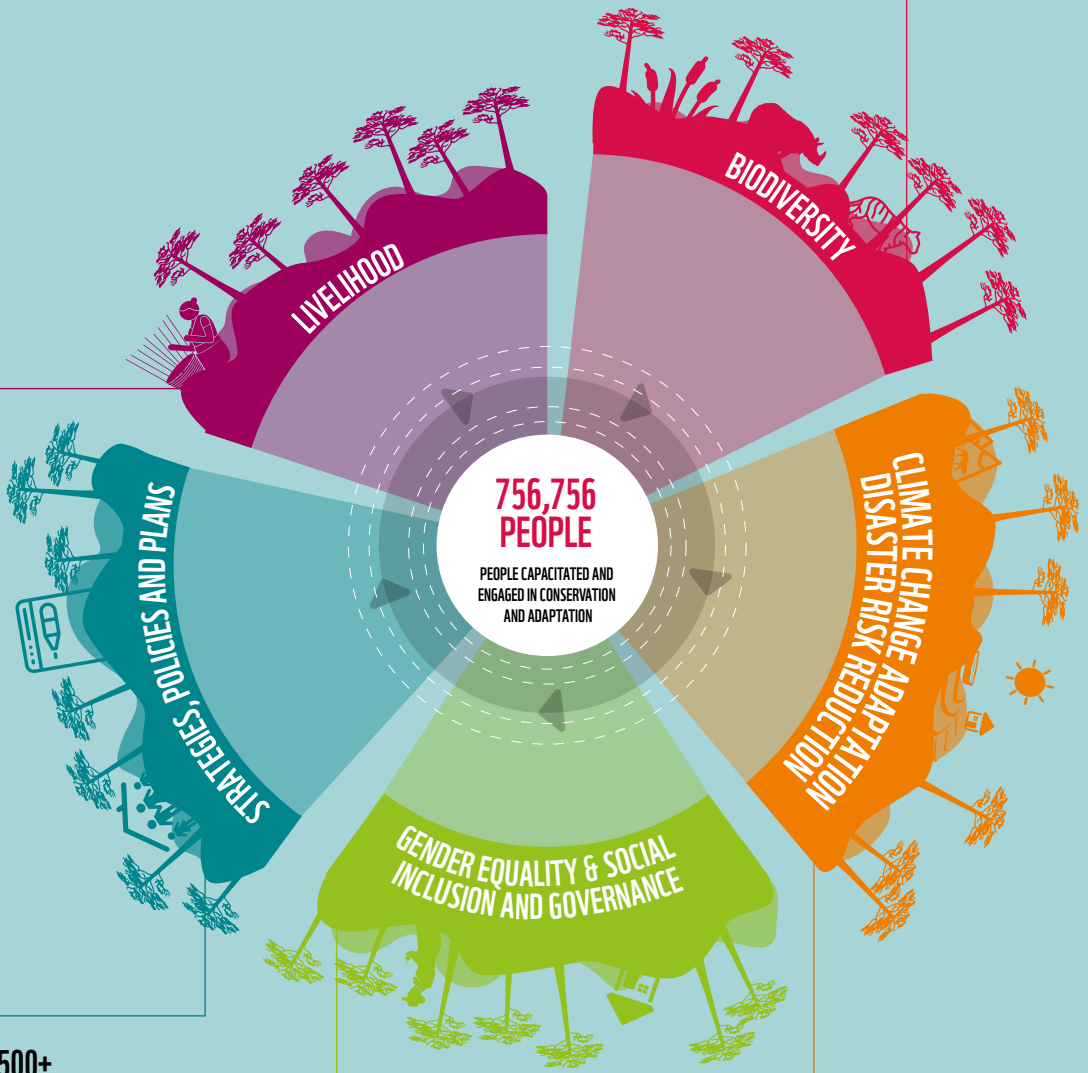 BIODIVERSITY
LIVELIHOOD
CLIMATE CHANGE ADAPTATION
DISASTER RISK REDUCTION
756,756
PEOPLE
PEOPLE CAPACITATED AND
ENGAGED IN CONSERVATION
AND ADAPTATION
STRATEGIES, POLICIES AND PLANS
GENDER EQUALITY & SOCIAL
INCLUSION AND GOVERNANCE
500+